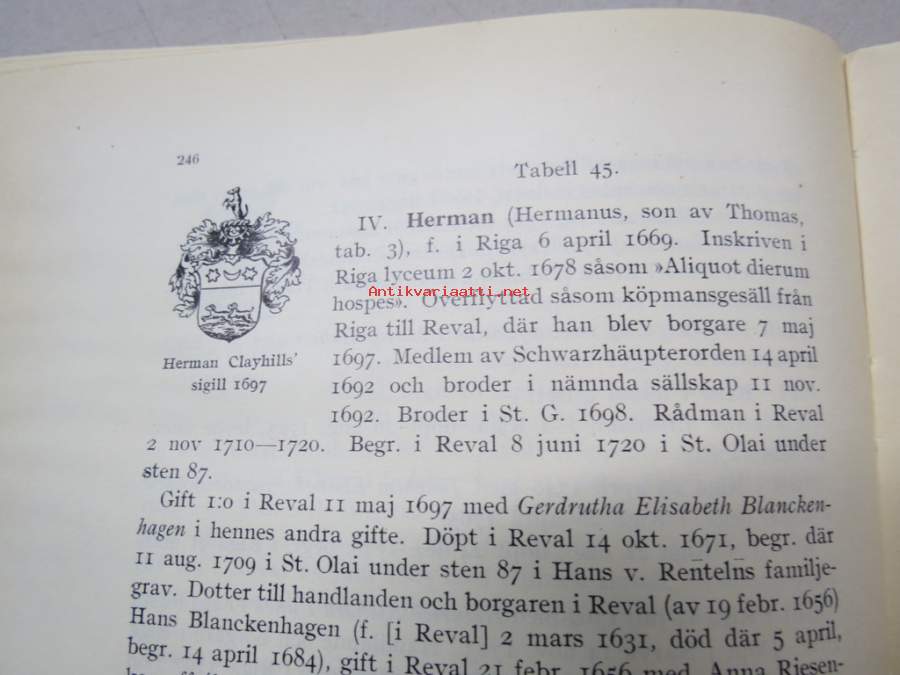 246
Tabell 45.
Herman Clayhills'
sigill 1697
IV. Herman (Hermanus, son av Thomas,
tab. 3), f. i Riga 6 april 1669. Inskriven i
Riga lyceum 2 okt. 1678 såsom »Aliquot dierum
hospes». Överflyttad såsom köpmansgesäll från
Riga till Reval, där han blev borgare 7 maj
1697. Medlem av Schwarzhäupterorden 14 april
1692 och broder i nämnda sällskap 11 nov.
1692. Broder i St. G. 1698. Rådman i Reval
2 nov 1710—1720. Begr. i Reval 8 juni 1720 i St. Olai under
sten 87.
Gift 1:o i Reval 11 maj 1697 med Gerdrutha Elisabeth Blancken-
hagen i hennes andra gifte. Döpt i Reval 14 okt. 1671, begr. där
11 aug. 1709 i St. Olai under sten 87 i Hans v. Rentelns familje-
grav. Dotter till handlanden och borgaren i Reval (av 19 febr. 1656)
Hans Blanckenhagen (f. [i Reval] 2 mars 1631, död där 5 april,
begr. 14 april 1684), gift i Reval 21 febr. 1656 med Anna Riesen-
Antikvariaatti.net